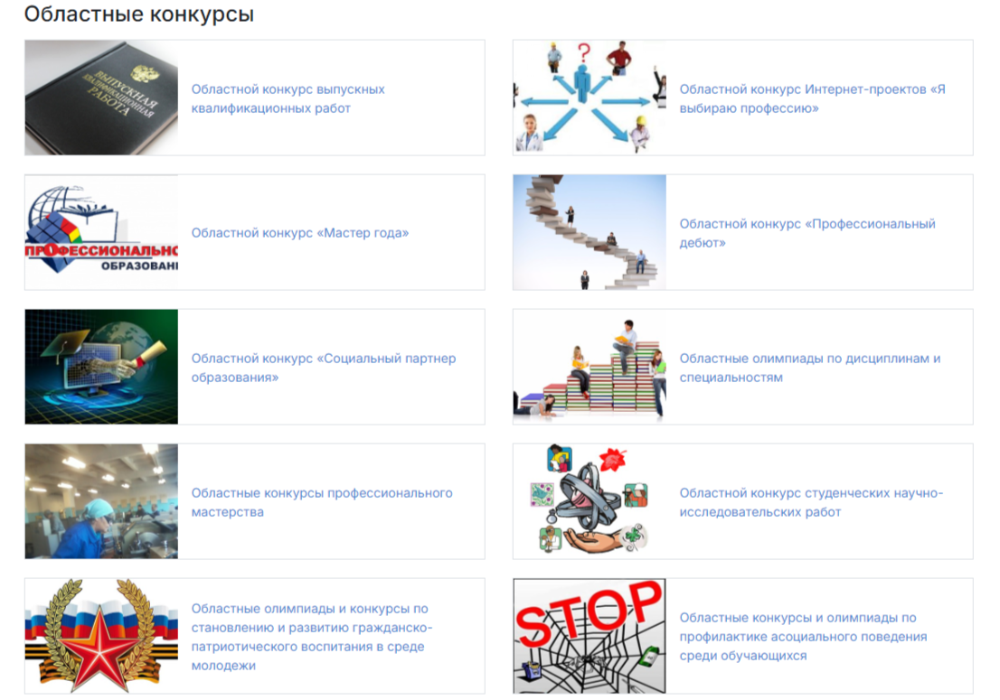 Областные конкурсы
ВЫПУСКНАЯ
КВАЛИФИКАЦИОННАЯ
РАБОТА
Областной конкурс выпускных
квалификационных работ
?
Областной конкурс Интернет-проектов «Я
выбираю профессию»
ПРОФЕССИОНАЛЬНО
ОБРАЗОВАНИ
Областной конкурс «Мастер года»
Областной конкурс «Профессиональный
дебют»
Областной конкурс «Социальный партнер
образования»
Областные олимпиады по дисциплинам и
специальностям
Областные конкурсы профессионального
мастерства
Областной конкурс студенческих научно-
исследовательских работ
Областные олимпиады и конкурсы по
становлению и развитию гражданско-
патриотического воспитания в среде
молодежи
STOP
Областные конкурсы и олимпиады по
профилактике асоциального поведения
среди обучающихся